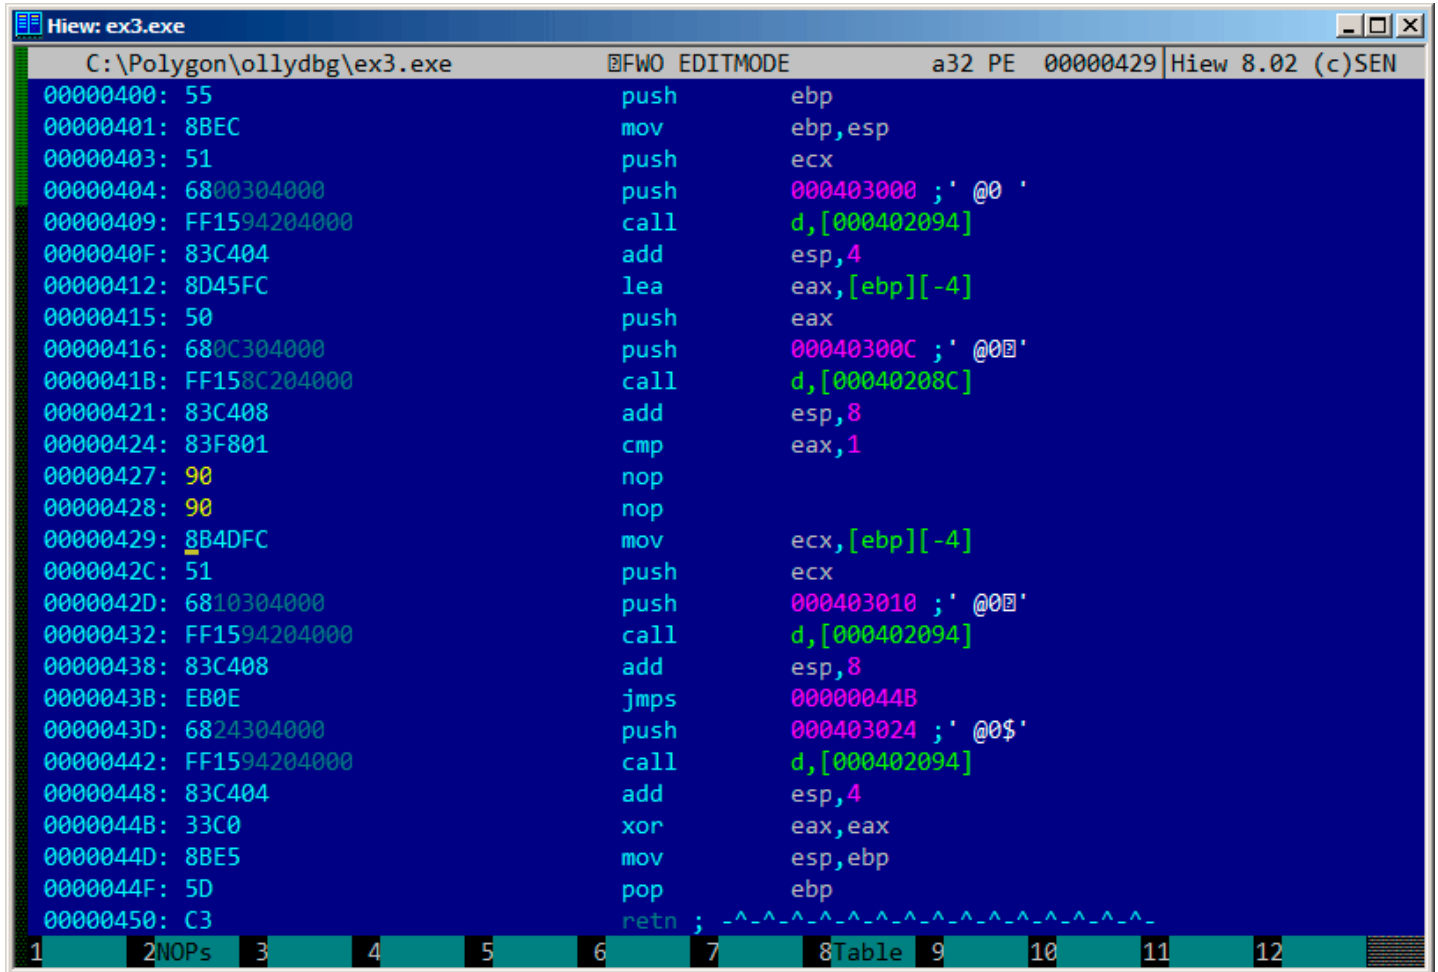 Hiew: ex3.exe
C:\Polygon\ollydbg\ex3.exe FWO EDITMODE a32 PE 00000429|Hiew 8.02 (c)SEN
00000400: 55 push ebp
00000401: 8BEC mov ebp,esp
00000403: 51 push ecx
00000404: 6800304000 push 000403000 ;' @0 '
00000409: FF1594204000 call d,[000402094]
0000040F: 83C404 add esp,4
00000412: 8D45FC lea eax,[ebp][-4]
00000415: 50 push eax
00000416: 680C304000 push 00040300C ;' @0'
0000041B: FF158C204000 call d,[00040208C]
00000421: 83C408 add esp,8
00000424: 83F801 cmp eax,1
00000427: 90 nop
00000428: 90 nop
00000429: 8B4DFC mov ecx,[ebp][-4]
0000042C: 51 push ecx
0000042D: 6810304000 push 000403010 ;' @0'
00000432: FF1594204000 call d,[000402094]
00000438: 83C408 add esp,8
0000043B: EB0E jmps 00000044B
0000043D: 6824304000 push 000403024 ;' @0$'
00000442: FF1594204000 call d,[000402094]
00000448: 83C404 add esp,4
0000044B: 33C0 xor eax,eax
0000044D: 8BE5 mov esp,ebp
0000044F: 5D pop ebp
00000450: C3 retn ; -^-^-^-^-^-^-^-^-^-^-^-^-^-^-^-
1 2NOPs 3 4 5 6 7 8Table 9 10 11 12